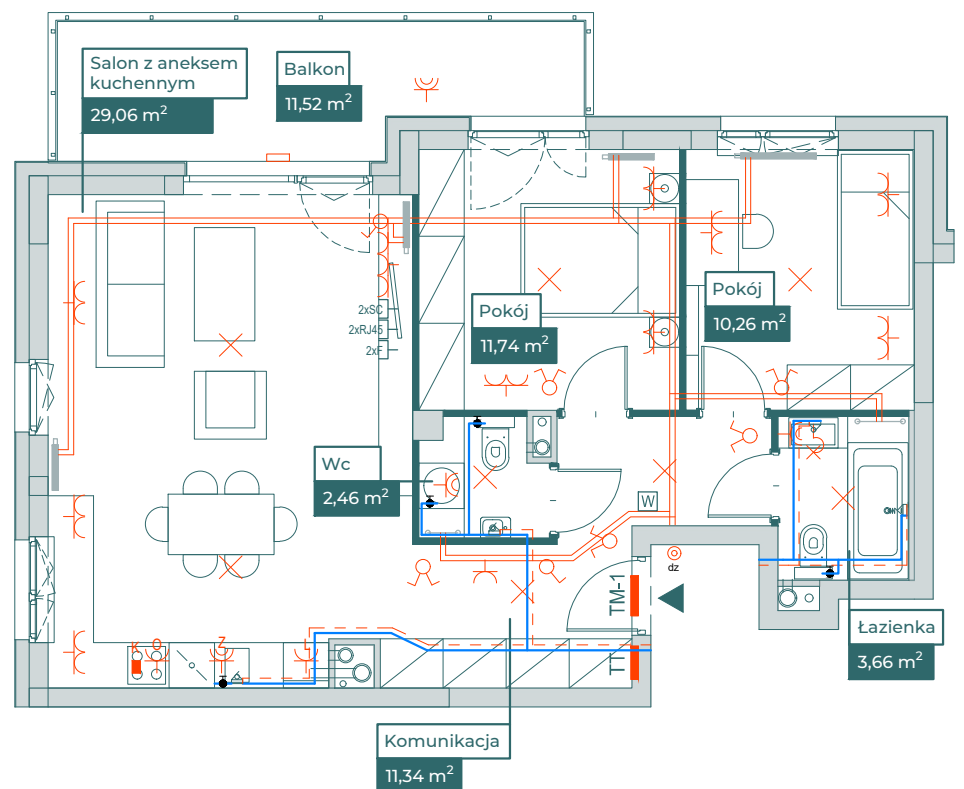 Salon z aneksem
kuchennym
29,06 m²
Balkon
11,52 m²
2xSC
2xRJ45
2xF
Pokój
11,74 m²
Pokój
10,26 m²
Wc
2,46 m²
W
dz
TM-1
TT
K
O
Z
L
Łazienka
3,66 m²
Komunikacja
11,34 m²